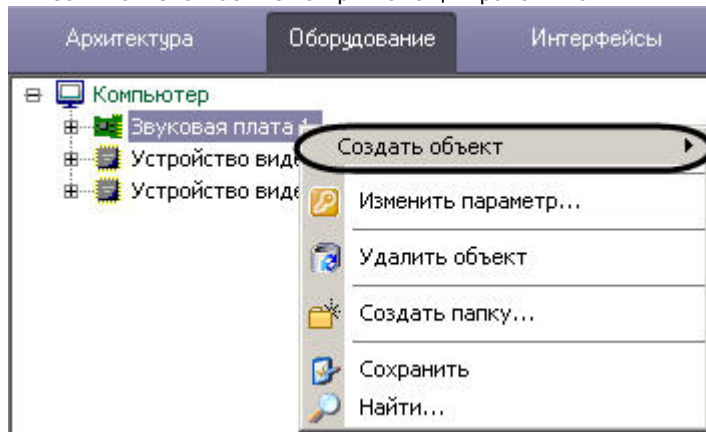 Архитектура Оборудование Интерфейсы
Компьютер
Звуковая плата 1
Создать объект
Устройство виде
Устройство виде
Изменить параметр...
Удалить объект
Создать папку...
Сохранить
Найти...